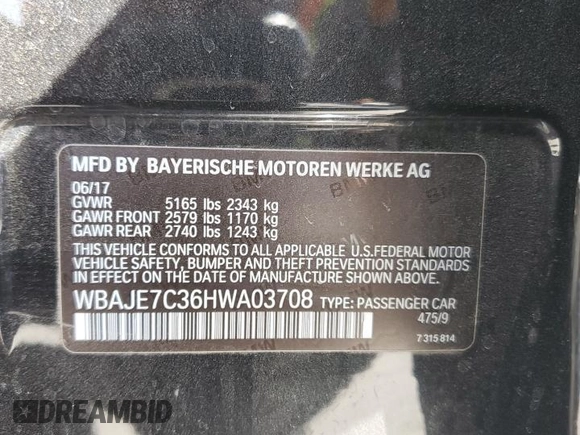 MFD BY BAYERISCHE MOTOREN WERKE AG
06/17
GVWR 5165 lbs 2343 kg
GAWR FRONT 2579 lbs 1170 kg
GAWR REAR 2740 lbs 1243 kg
THIS VEHICLE CONFORMS TO ALL APPLICABLE U.S.FEDERAL MOTOR
VEHICLE SAFETY, BUMPER AND THEFT PREVENTION STANDARDS
IN EFFECT ON THE DATE OF MANUFACTURE SHOWN ABOVE.
WBAJE7C36HWA03708 TYPE: PASSENGER CAR
475/9
7 315 814
DREAMBID